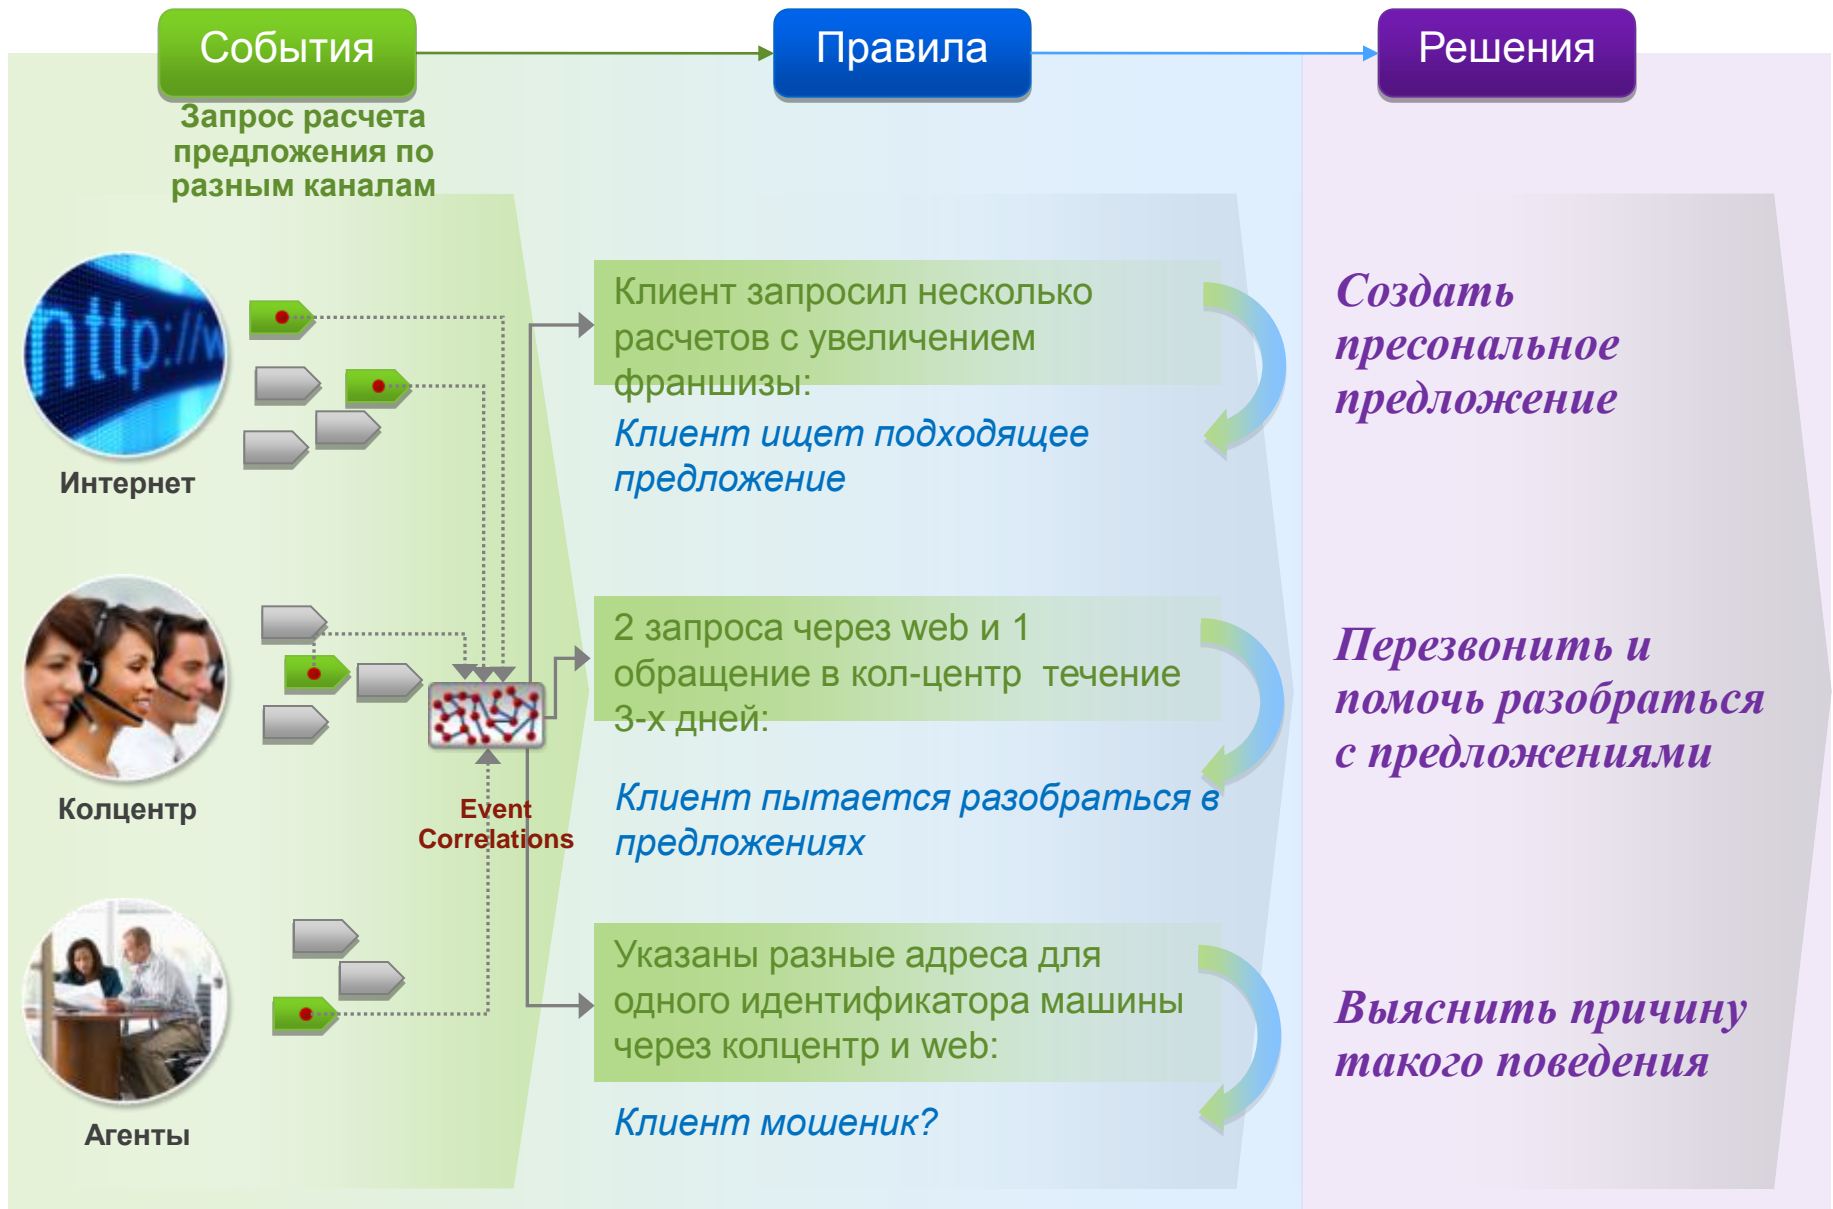 События
Правила
Решения
Запрос расчета
предложения по
разным каналам
http://w
Интернет
Клиент запросил несколько
расчетов с увеличением
франшизы:
Клиент ищет подходящее
предложение
Создать
пресональное
предложение
Колцентр
Event
Correlations
2 запроса через web и 1
обращение в кол-центр  течение
3-х дней:
Клиент пытается разобраться в
предложениях
Перезвонить и
помочь разобраться
с предложениями
Агенты
Указаны разные адреса для
одного идентификатора машины
через колцентр и web:
Клиент мошеник?
Выяснить причину
такого поведения